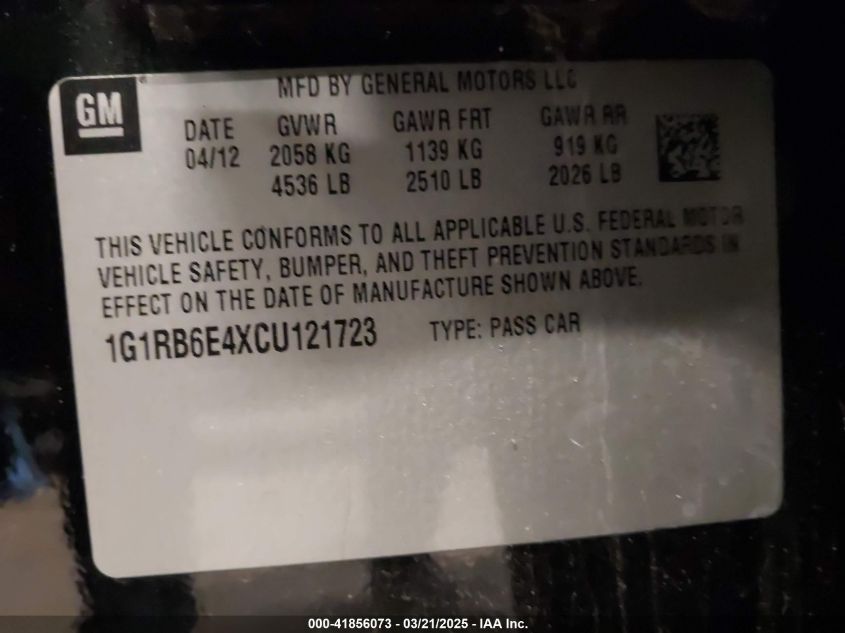 GM
MFD BY GENERAL MOTORS LLC
DATE GVWR GAWR FRT GAWR RR
04/12 2058 KG 1139 KG 919 KG
4536 LB 2510 LB 2026 LB
THIS VEHICLE CONFORMS TO ALL APPLICABLE U.S. FEDERAL MOTOR
VEHICLE SAFETY, BUMPER, AND THEFT PREVENTION STANDARDS IN
EFFECT ON THE DATE OF MANUFACTURE SHOWN ABOVE.
1G1RB6E4XCU121723 TYPE: PASS CAR
000-41856073 - 03/21/2025 - IAA Inc.